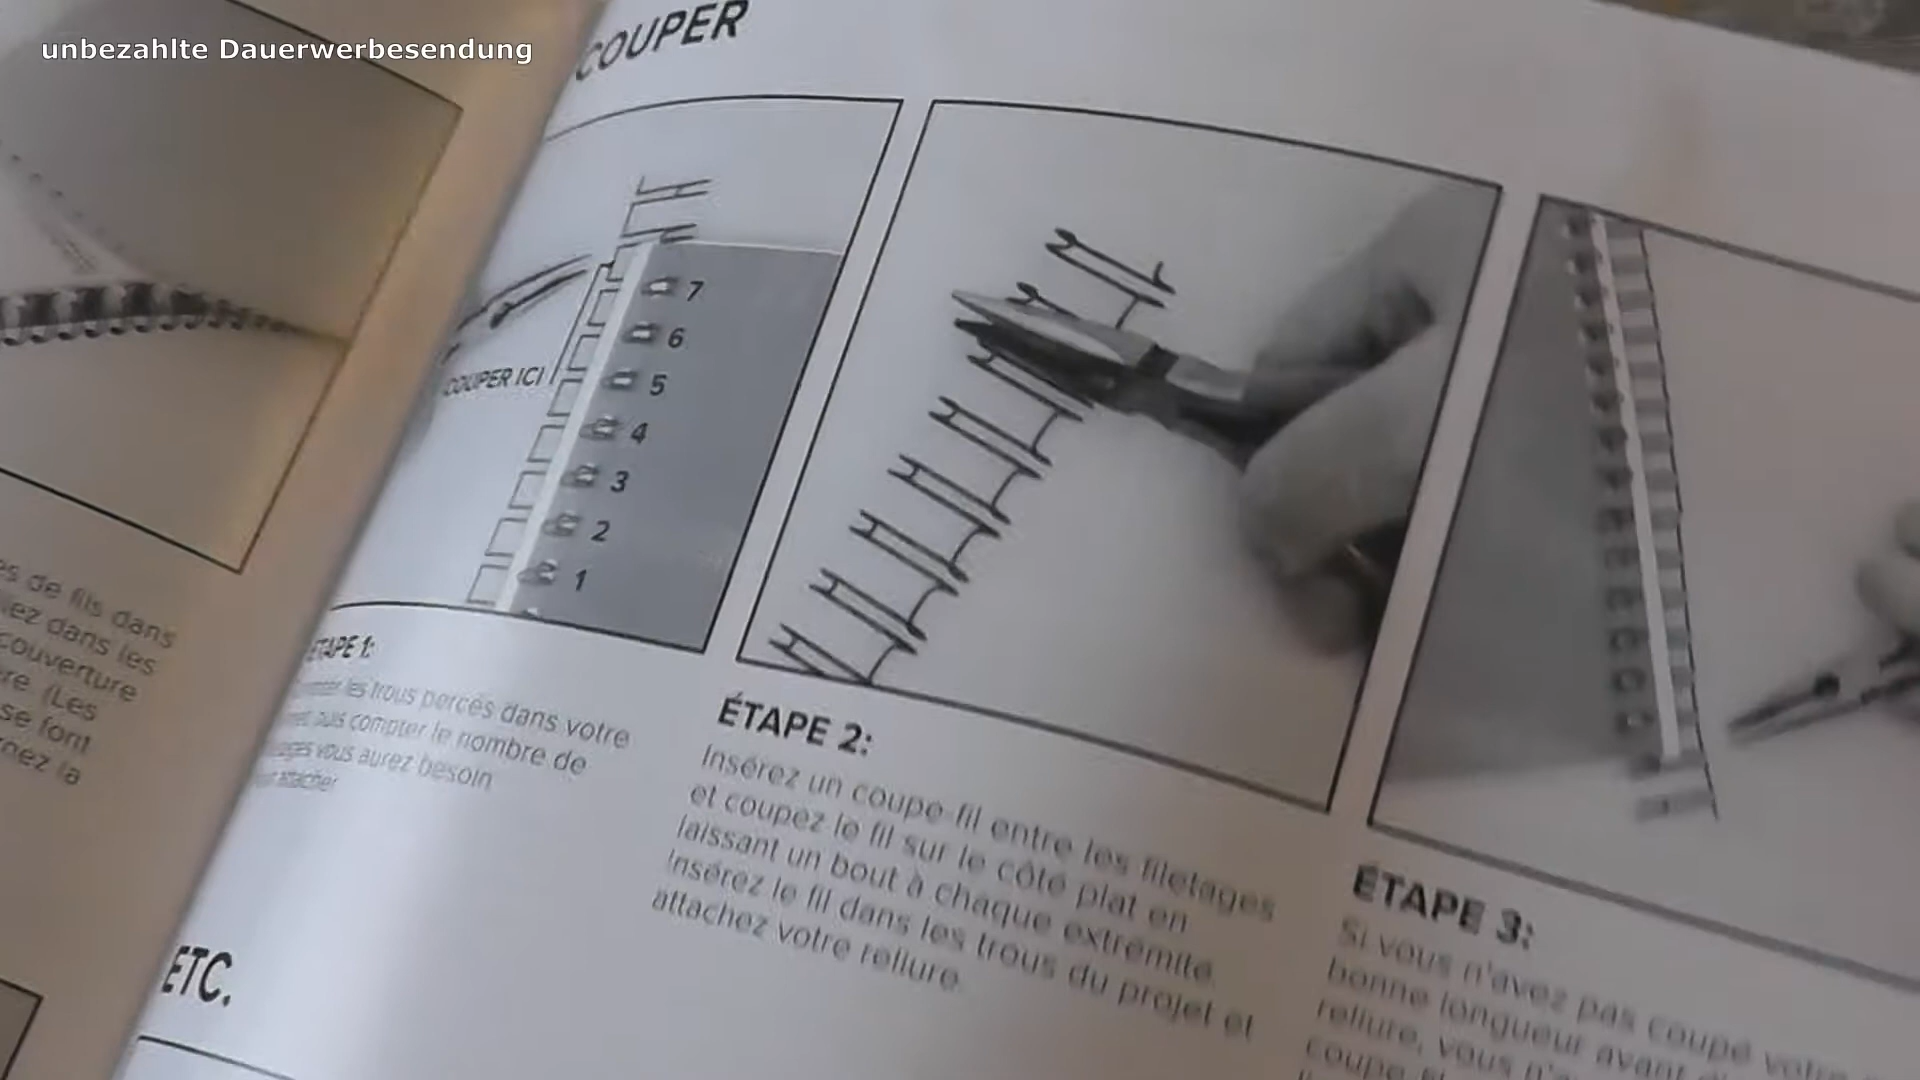 unbezahlte Dauerwerbesendung
COUPER
7
6
5
4
3
2
1
COUPER ICI
es de fils dans
dans les
couverture
(Les
se font
la
ÉTAPE 1:
les trous percés dans votre
puis compter le nombre de
vous aurez besoin
attacher
ÉTAPE 2:
Insérez un coupe-fil entre les filetages
et coupez le fil sur le côté plat en
laissant un bout à chaque extrémité.
Insérez le fil dans les trous du projet et
attachez votre reliure.
ÉTAPE 3:
Si vous n'avez pas coupé votre
bonne longueur avant
reliure, vous
ETC.